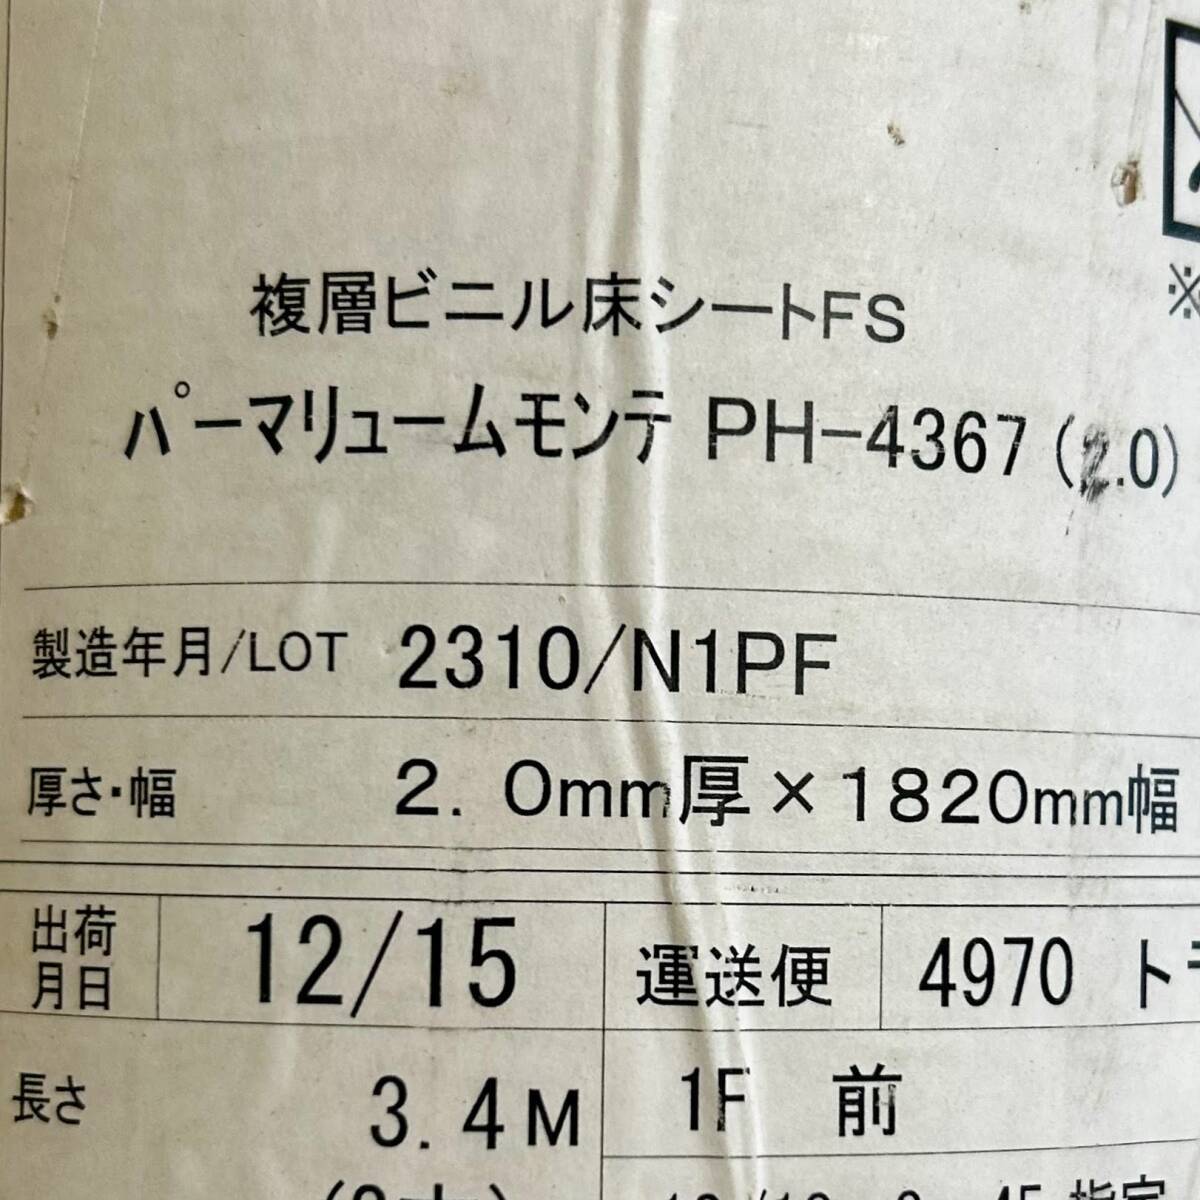 ※
複層ビニル床シートFS
パーマリュームモンテ PH-4367 (2.0)
製造年月/LOT 2310/N1PF
厚さ・幅 2.0mm厚×1820mm幅
出荷月日 12/15 運送便 4970 ト
長さ 3.4M 1F 前